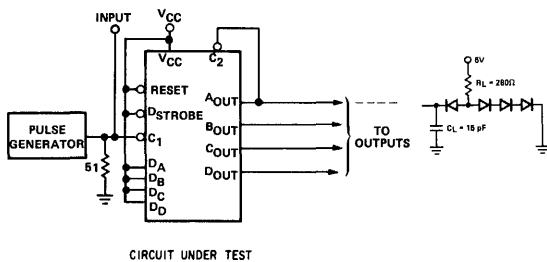 INPUT
VCC
VCC
C2
RESET
DSTROBE
C1
DA
DB
DC
DD
AOUT
BOUT
COUT
DOUT
PULSE
GENERATOR
51
TO
OUTPUTS
5V
RL = 280Ω
CL = 15 pF
CIRCUIT UNDER TEST